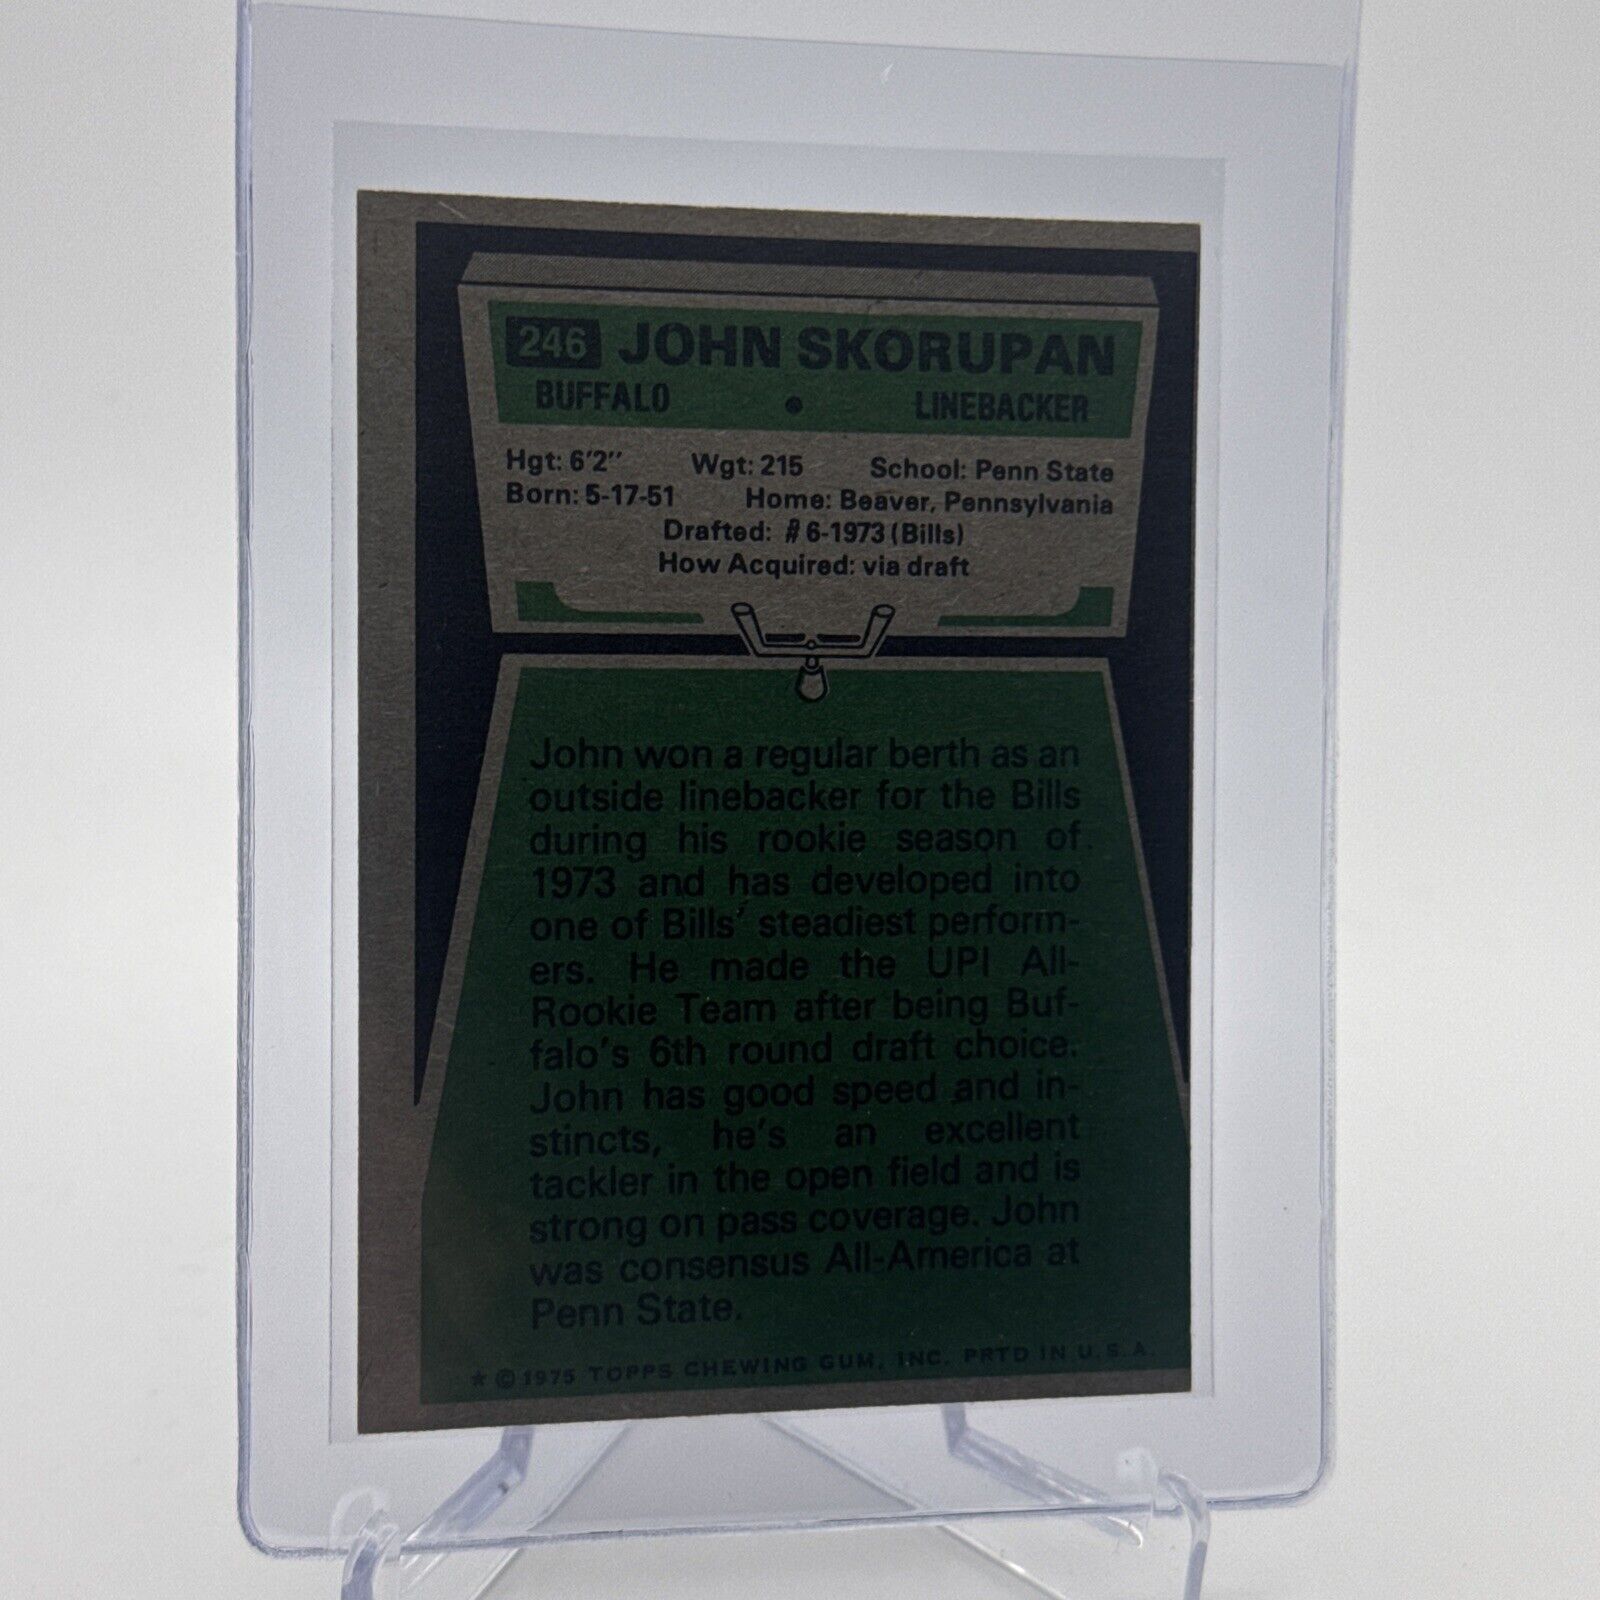 246 JOHN SKORUPAN
BUFFALO • LINEBACKER
Hgt: 6'2" Wgt: 215 School: Penn State
Born: 5-17-51 Home: Beaver, Pennsylvania
Drafted: #6-1973 (Bills)
How Acquired: via draft
John won a regular berth as an
outside linebacker for the Bills
during his rookie season of
1973 and has developed into
one of Bills' steadiest perform-
ers. He made the UPI All-
Rookie Team after being Buf-
falo's 6th round draft choice.
John has good speed and in-
stincts, he's an excellent
tackler in the open field and is
strong on pass coverage. John
was consensus All-America at
Penn State.
* © 1975 TOPPS CHEWING GUM, INC. PRTD IN U.S.A.